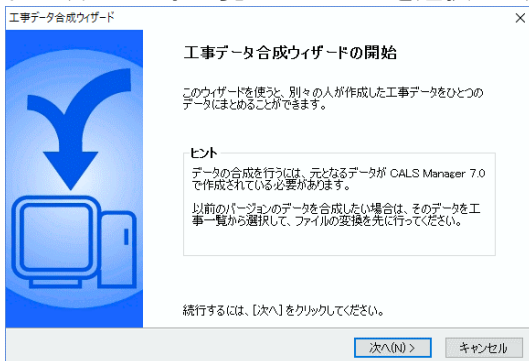 工事データ合成ウィザード
工事データ合成ウィザードの開始
このウィザードを使うと、別々の人が作成した工事データをひとつの
データにまとめることができます。
ヒント
データの合成を行うには、元となるデータが CALS Manager 7.0
で作成されている必要があります。
以前のバージョンのデータを合成したい場合は、そのデータを工
事一覧から選択して、ファイルの変換を先に行ってください。
続行するには、[次へ] をクリックしてください。
次へ(N) >
キャンセル